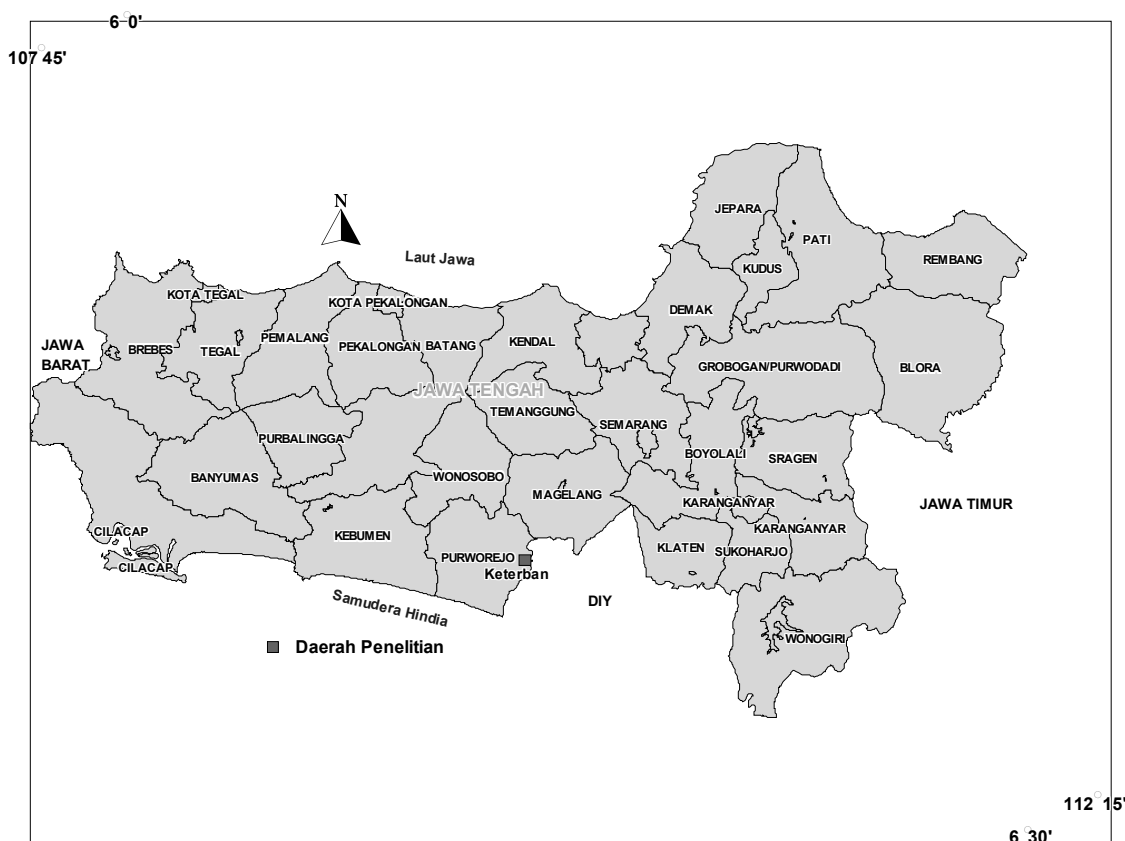 6 0'
107 45'
N
Laut Jawa
JEPARA
PATI
KUDUS
REMBANG
KOTA TEGAL
KOTA PEKALONGAN
DEMAK
JAWA
BARAT
BREBES
TEGAL
PEMALANG
PEKALONGAN
BATANG
KENDAL
GROBOGAN/PURWODADI
BLORA
JAWA TENGAH
TEMANGGUNG
SEMARANG
PURBALINGGA
BOYOLALI
SRAGEN
BANYUMAS
WONOSOBO
MAGELANG
KARANGANYAR
JAWA TIMUR
CILACAP
KEBUMEN
KARANGANYAR
PURWOREJO
KLATEN
SUKOHARJO
CILACAP
Keterban
Samudera Hindia
DIY
WONOGIRI
Daerah Penelitian
112 15'
6 30'